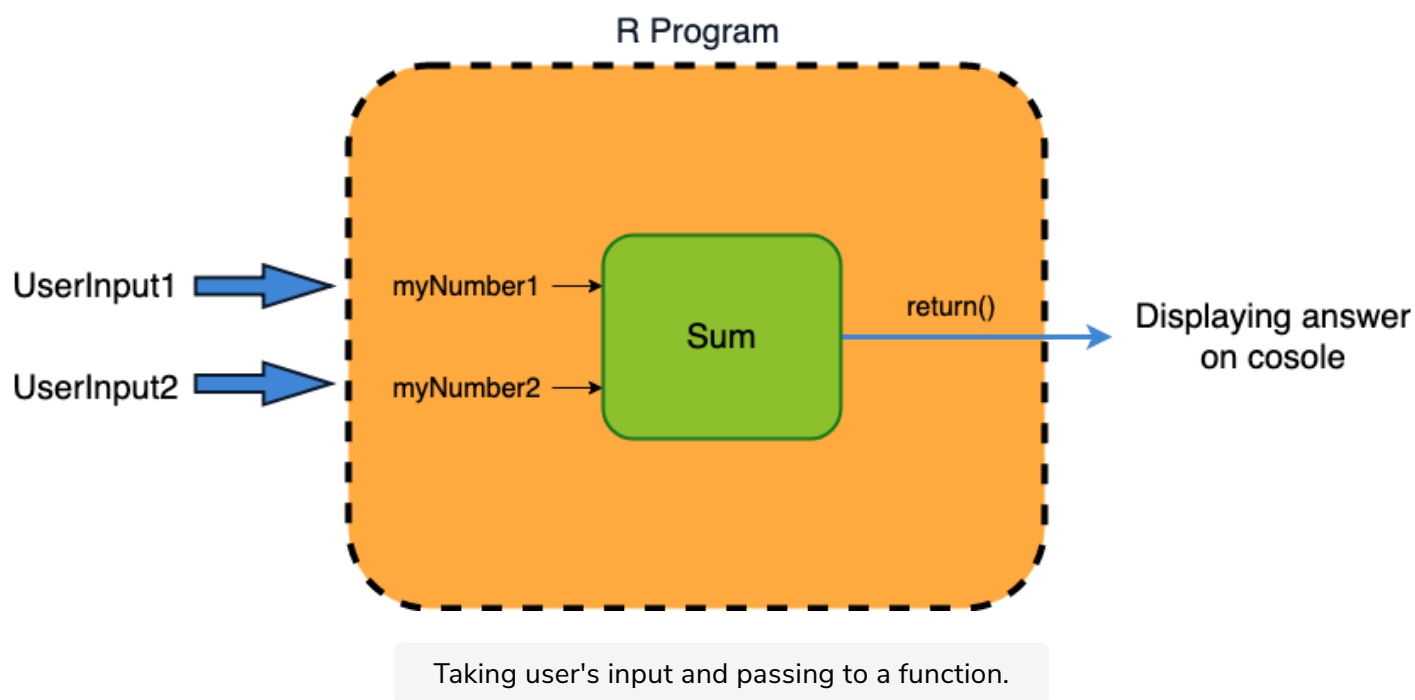 R Program
UserInput1
myNumber1
UserInput2
myNumber2
Sum
return()
Displaying answer
on cosole
Taking user's input and passing to a function.